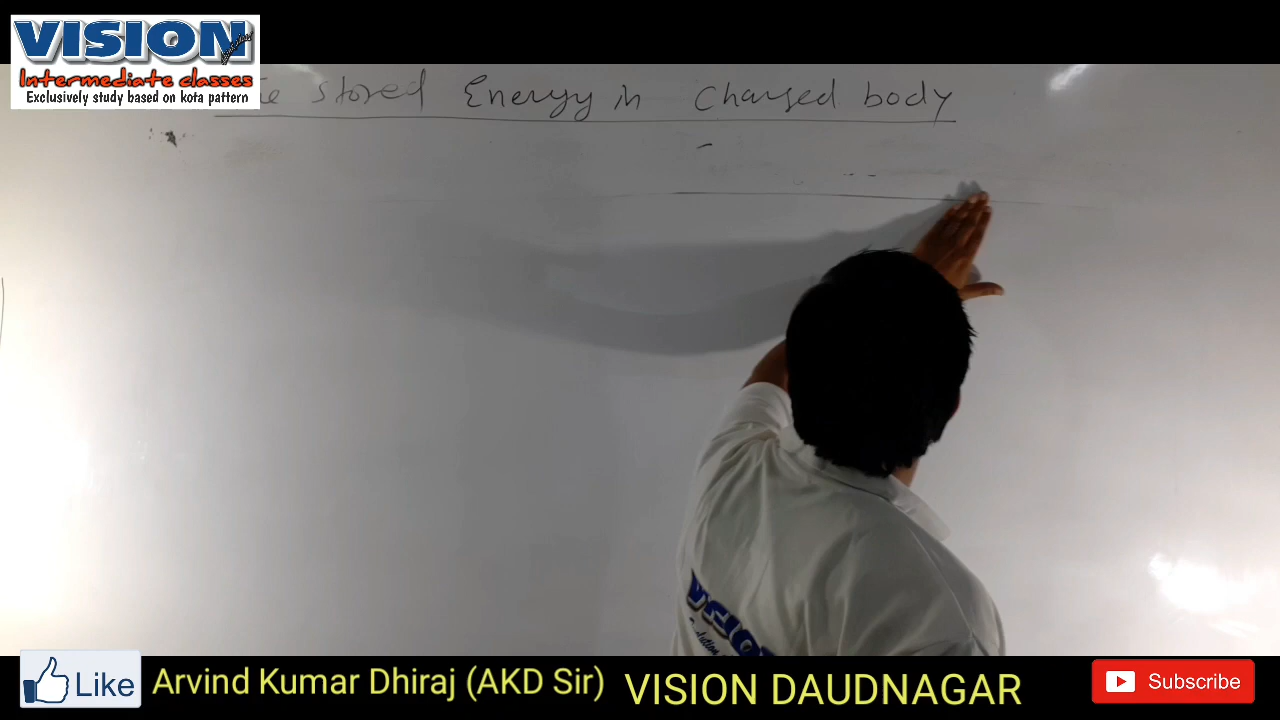 VISION
Intermediate classes
Exclusively study based on kota pattern
stored Energy in Charged body
VISION
Like
Arvind Kumar Dhiraj (AKD Sir)
VISION DAUDNAGAR
Subscribe